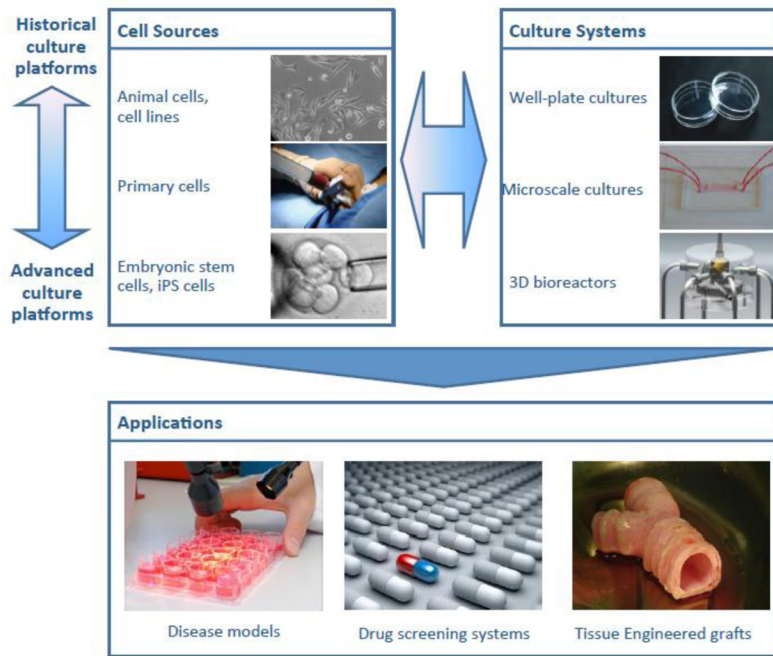 Historical
culture
platforms
Advanced
culture
platforms
Cell Sources
Animal cells,
cell lines
Primary cells
Embryonic stem
cells, iPS cells
Culture Systems
Well-plate cultures
Microscale cultures
3D bioreactors
Applications
Disease models
Drug screening systems
Tissue Engineered grafts